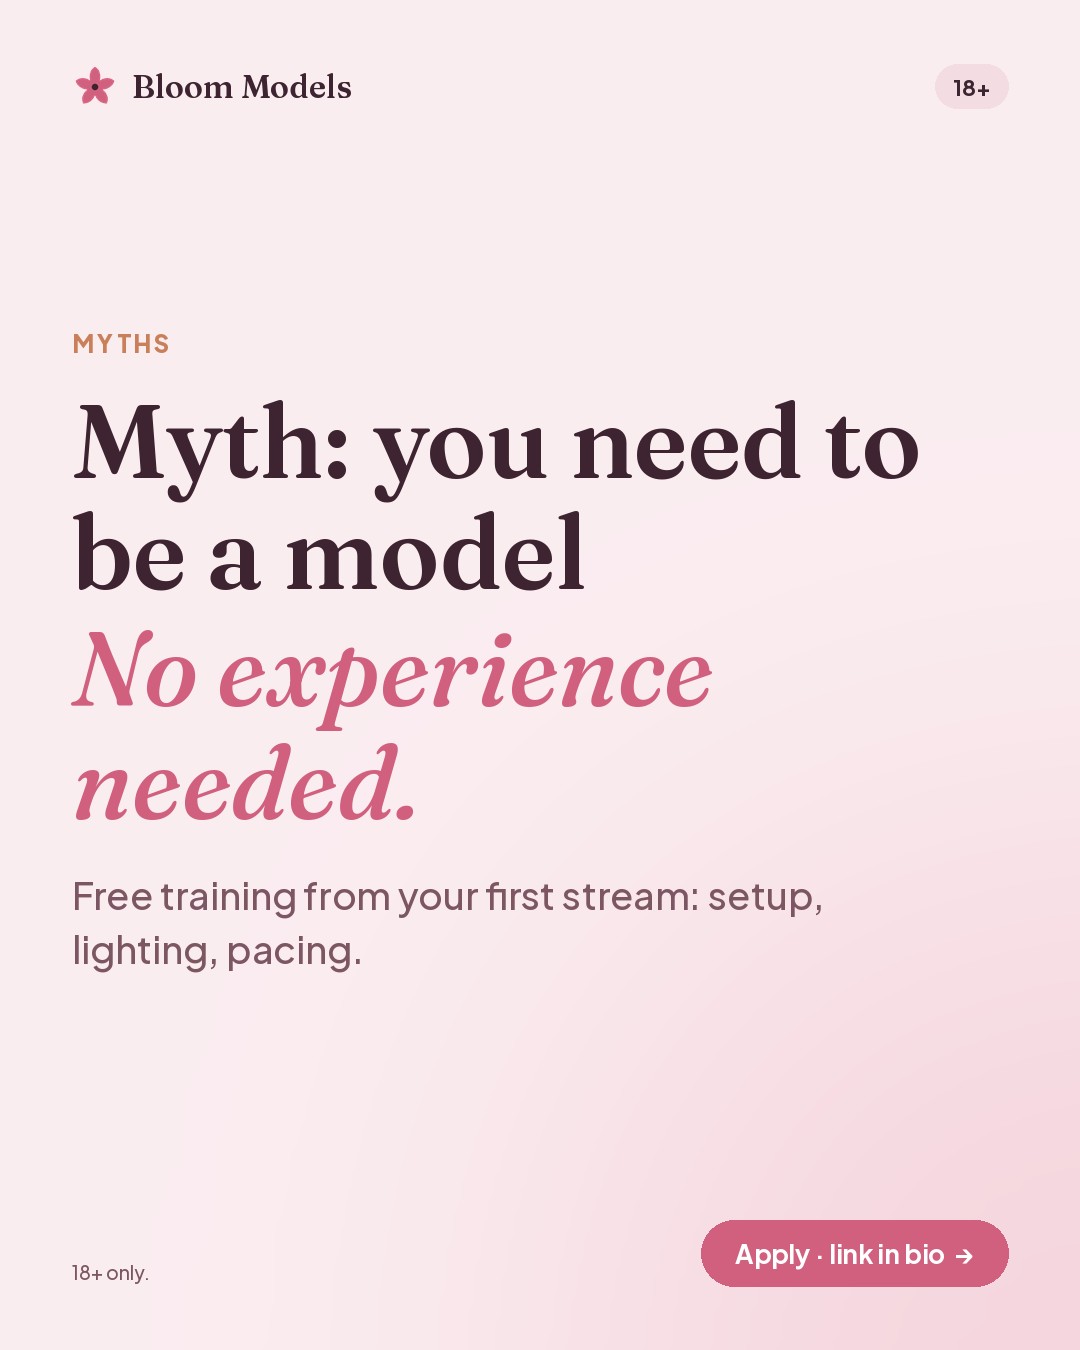 Bloom Models
18+
MYTHS
Myth: you need to
be a model
No experience
needed.
Free training from your first stream: setup,
lighting, pacing.
18+ only.
Apply · link in bio →